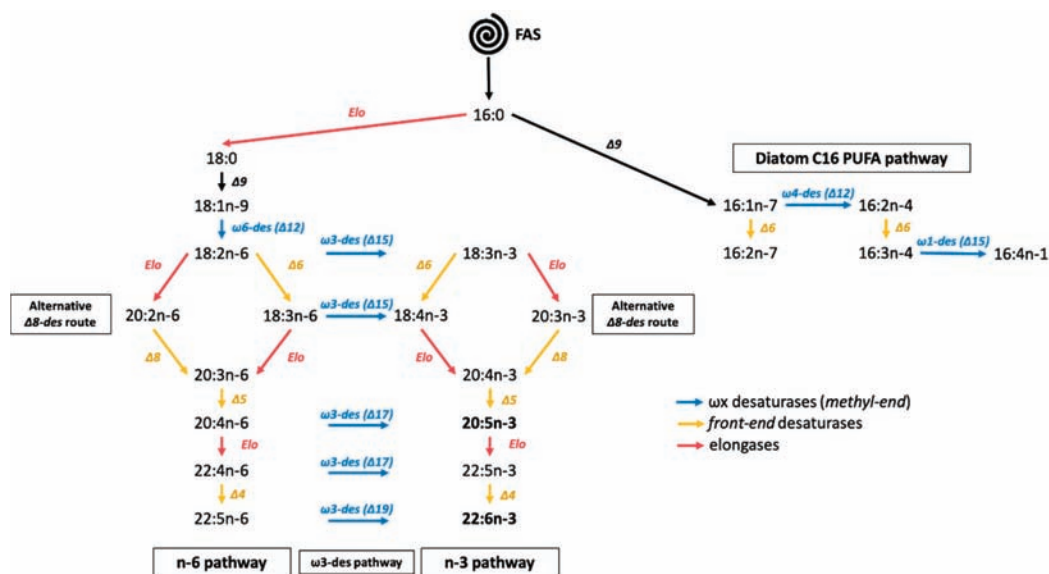 FAS
Elo
16:0
18:0
Δ9
Δ9
Diatom C16 PUFA pathway
18:1n-9
16:1n-7
ω4-des (Δ12)
16:2n-4
ω6-des (Δ12)
Δ6
Δ6
18:2n-6
ω3-des (Δ15)
18:3n-3
16:2n-7
16:3n-4
ω1-des (Δ15)
16:4n-1
Elo
Δ6
Δ6
Elo
Alternative
Δ8-des route
20:2n-6
18:3n-6
ω3-des (Δ15)
18:4n-3
20:3n-3
Alternative
Δ8-des route
Δ8
Elo
Elo
Δ8
20:3n-6
20:4n-3
Δ5
Δ5
20:4n-6
ω3-des (Δ17)
20:5n-3
Elo
Elo
22:4n-6
ω3-des (Δ17)
22:5n-3
Δ4
Δ4
22:5n-6
ω3-des (Δ19)
22:6n-3
ωx desaturases (methyl-end)
front-end desaturases
elongases
n-6 pathway
ω3-des pathway
n-3 pathway